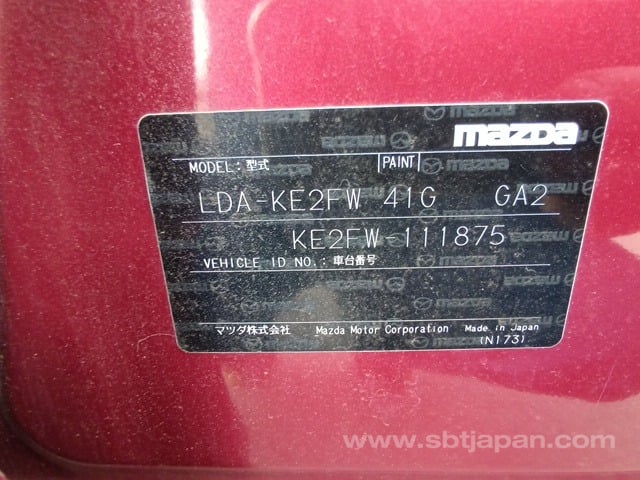 mazda
MODEL: 型式 PAINT
LDA-KE2FW 41G GA2
KE2FW-111875
VEHICLE ID NO.: 車台番号
マツダ株式会社 Mazda Motor Corporation Made in Japan
(N173)
www.sbtjapan.com